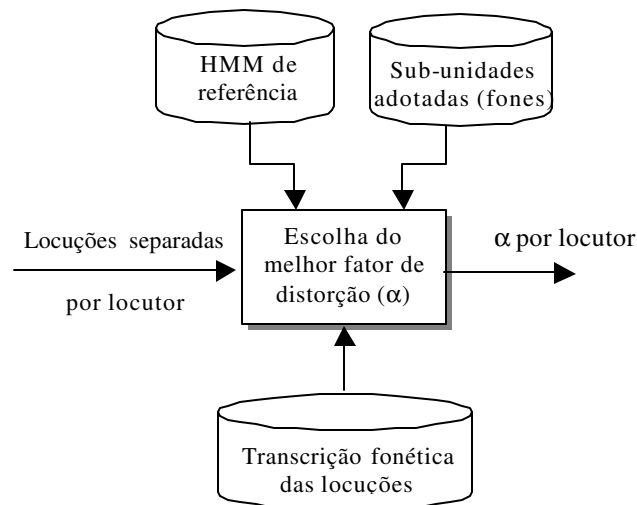 HMM de
referência
Sub-unidades
adotadas (fones)
Locuções separadas
por locutor
Escolha do
melhor fator de
distorção (α)
α por locutor
Transcrição fonética
das locuções